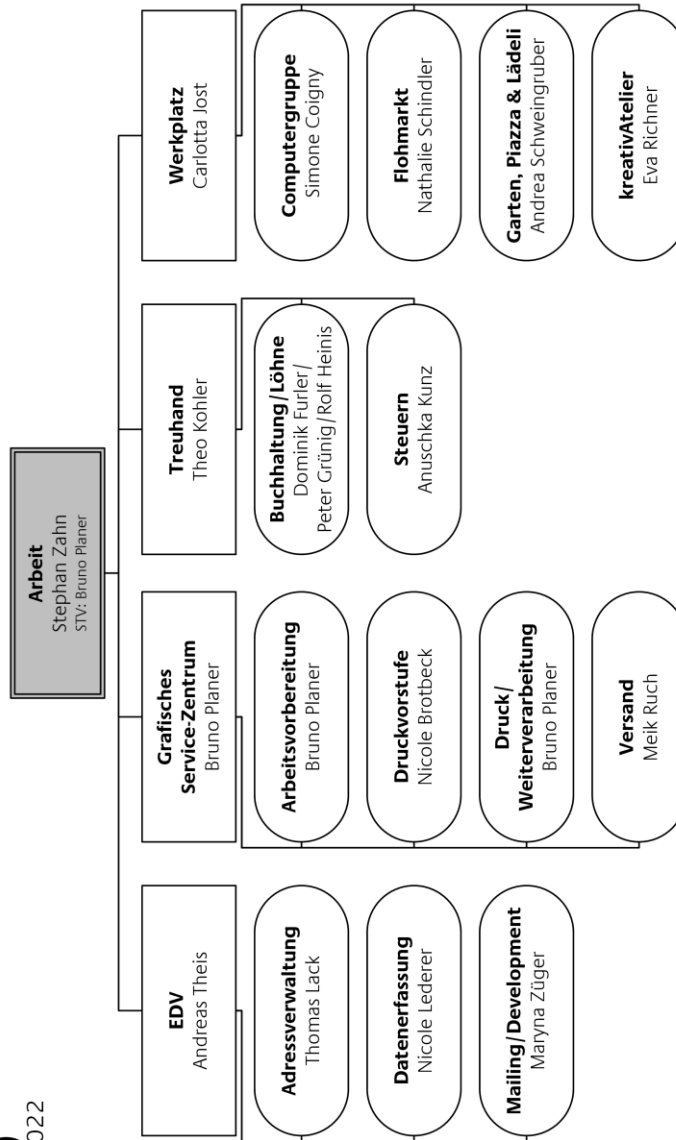 022
Arbeit
Stephan Zahn
STV: Bruno Planer
EDV
Andreas Theis
Adressverwaltung
Thomas Lack
Datenerfassung
Nicole Lederer
Mailing/Development
Maryna Züger
Grafisches
Service-Zentrum
Bruno Planer
Arbeitsvorbereitung
Bruno Planer
Druckvorstufe
Nicole Brotbeck
Druck/
Weiterverarbeitung
Bruno Planer
Versand
Meik Ruch
Treuhand
Theo Kohler
Buchhaltung/Löhne
Dominik Furler/
Peter Grünig/Rolf Heinis
Steuern
Anuschka Kunz
Werkplatz
Carlotta Jost
Computergruppe
Simone Coigny
Flohmarkt
Nathalie Schindler
Garten, Piazza & Lädeli
Andrea Schweingruber
kreativAtelier
Eva Richner